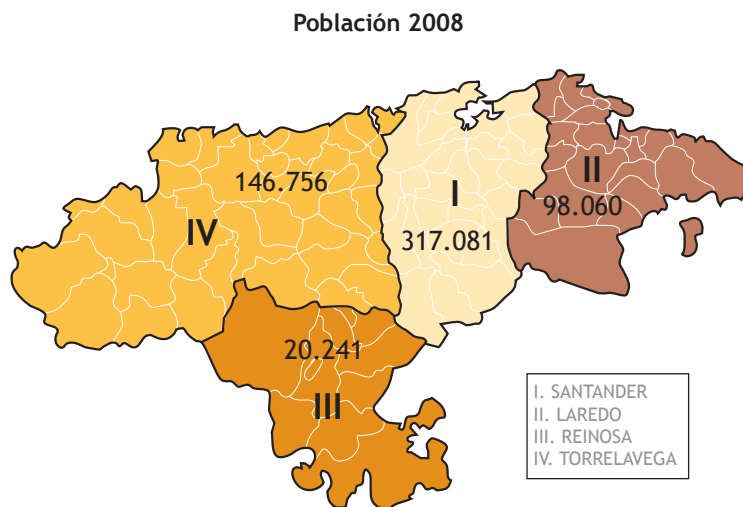 Población 2008
146.756
IV
I
317.081
II
98.060
20.241
III
I. SANTANDER
II. LAREDO
III. REINOSA
IV. TORRELAVEGA